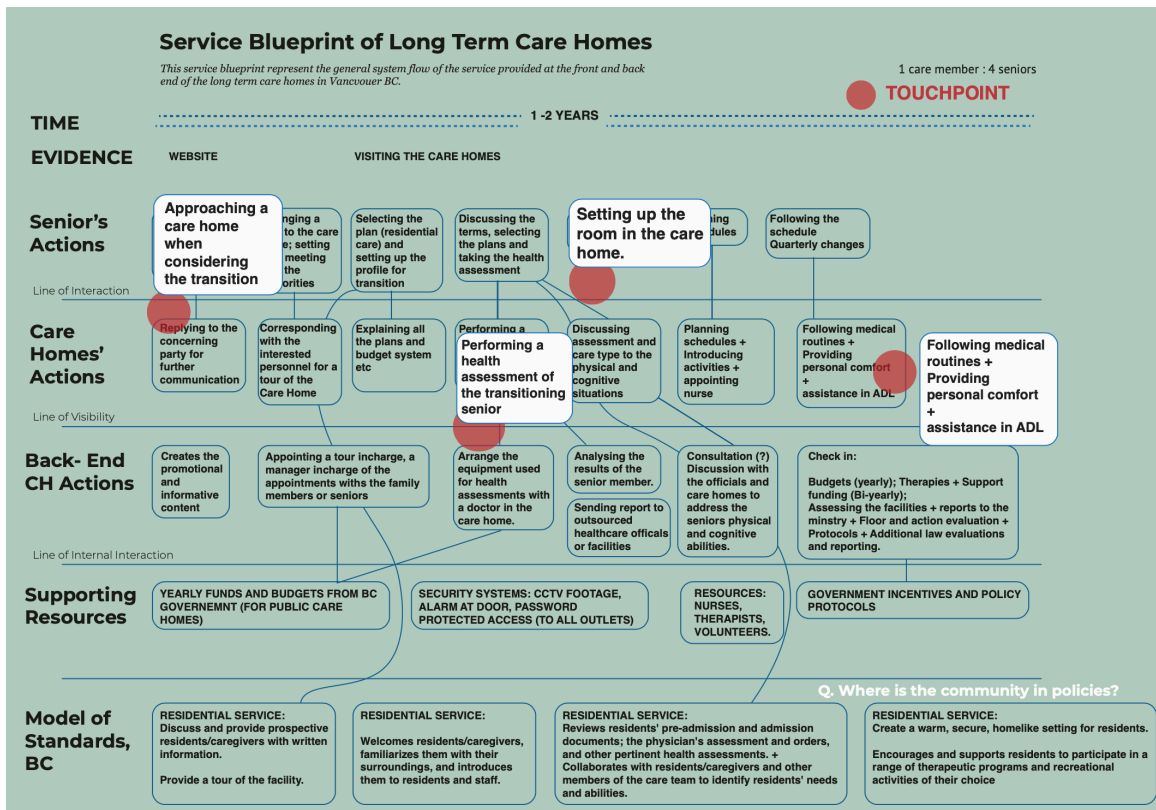 Service Blueprint of Long Term Care Homes
This service blueprint represent the general system flow of the service provided at the front and back
end of the long term care homes in Vancvouer BC.
1 care member : 4 seniors
TOUCHPOINT
TIME
1 -2 YEARS
EVIDENCE
WEBSITE
VISITING THE CARE HOMES
Senior's
Actions
Approaching a
care home
when
considering
the transition
to the care
setting
meeting
the
Selecting the
plan (residential
care) and
setting up the
profile for
transition
Discussing the
terms, selecting
the plans and
taking the health
assessment
Setting up the
room in the care
home.
Following the
schedule
Quarterly changes
Line of Interaction
Care
Homes'
Actions
Replying to the
concerning
party for
further
communication
Corresponding
with the
interested
personnel for a
tour of the
Care Home
Explaining all
the plans and
budget system
etc
Performing a
Performing a
health
assessment of
the transitioning
senior
Discussing
assessment and
care type to the
physical and
cognitive
situations
Planning
schedules +
Introducing
activities +
appointing
nurse
Following medical
routines +
Providing
personal comfort
+
assistance in ADL
Following medical
routines +
Providing
personal comfort
+
assistance in ADL
Line of Visibility
Back- End
CH Actions
Creates the
promotional
and
informative
content
Appointing a tour incharge, a
manager incharge of the
appointments withs the family
members or seniors
Arrange the
equipment used
for health
assessments with
a doctor in the
care home.
Analysing the
results of the
senior member.
Sending report to
outsourced
healthcare officals
or facilities
Consultation (?)
Discussion with
the officials and
care homes to
address the
seniors physical
and cognitive
abilities.
Check in:
Budgets (yearly); Therapies + Support
funding (Bi-yearly);
Assessing the facilities + reports to the
minstry + Floor and action evaluation +
Protocols + Additional law evaluations
and reporting.
Line of Internal Interaction
Supporting
Resources
YEARLY FUNDS AND BUDGETS FROM BC
GOVERNEMNT (FOR PUBLIC CARE
HOMES)
SECURITY SYSTEMS: CCTV FOOTAGE,
ALARM AT DOOR, PASSWORD
PROTECTED ACCESS (TO ALL OUTLETS)
RESOURCES:
NURSES,
THERAPISTS,
VOLUNTEERS.
GOVERNMENT INCENTIVES AND POLICY
PROTOCOLS
Q. Where is the community in policies?
Model of
Standards,
BC
RESIDENTIAL SERVICE:
Discuss and provide prospective
residents/caregivers with written
information.
Provide a tour of the facility.
RESIDENTIAL SERVICE:
Welcomes residents/caregivers,
familiarizes them with their
surroundings, and introduces
them to residents and staff.
RESIDENTIAL SERVICE:
Reviews residents' pre-admission and admission
documents; the physician's assessment and orders,
and other pertinent health assessments. +
Collaborates with residents/caregivers and other
members of the care team to identify residents' needs
and abilities.
RESIDENTIAL SERVICE:
Create a warm, secure, homelike setting for residents.
Encourages and supports residents to participate in a
range of therapeutic programs and recreational
activities of their choice